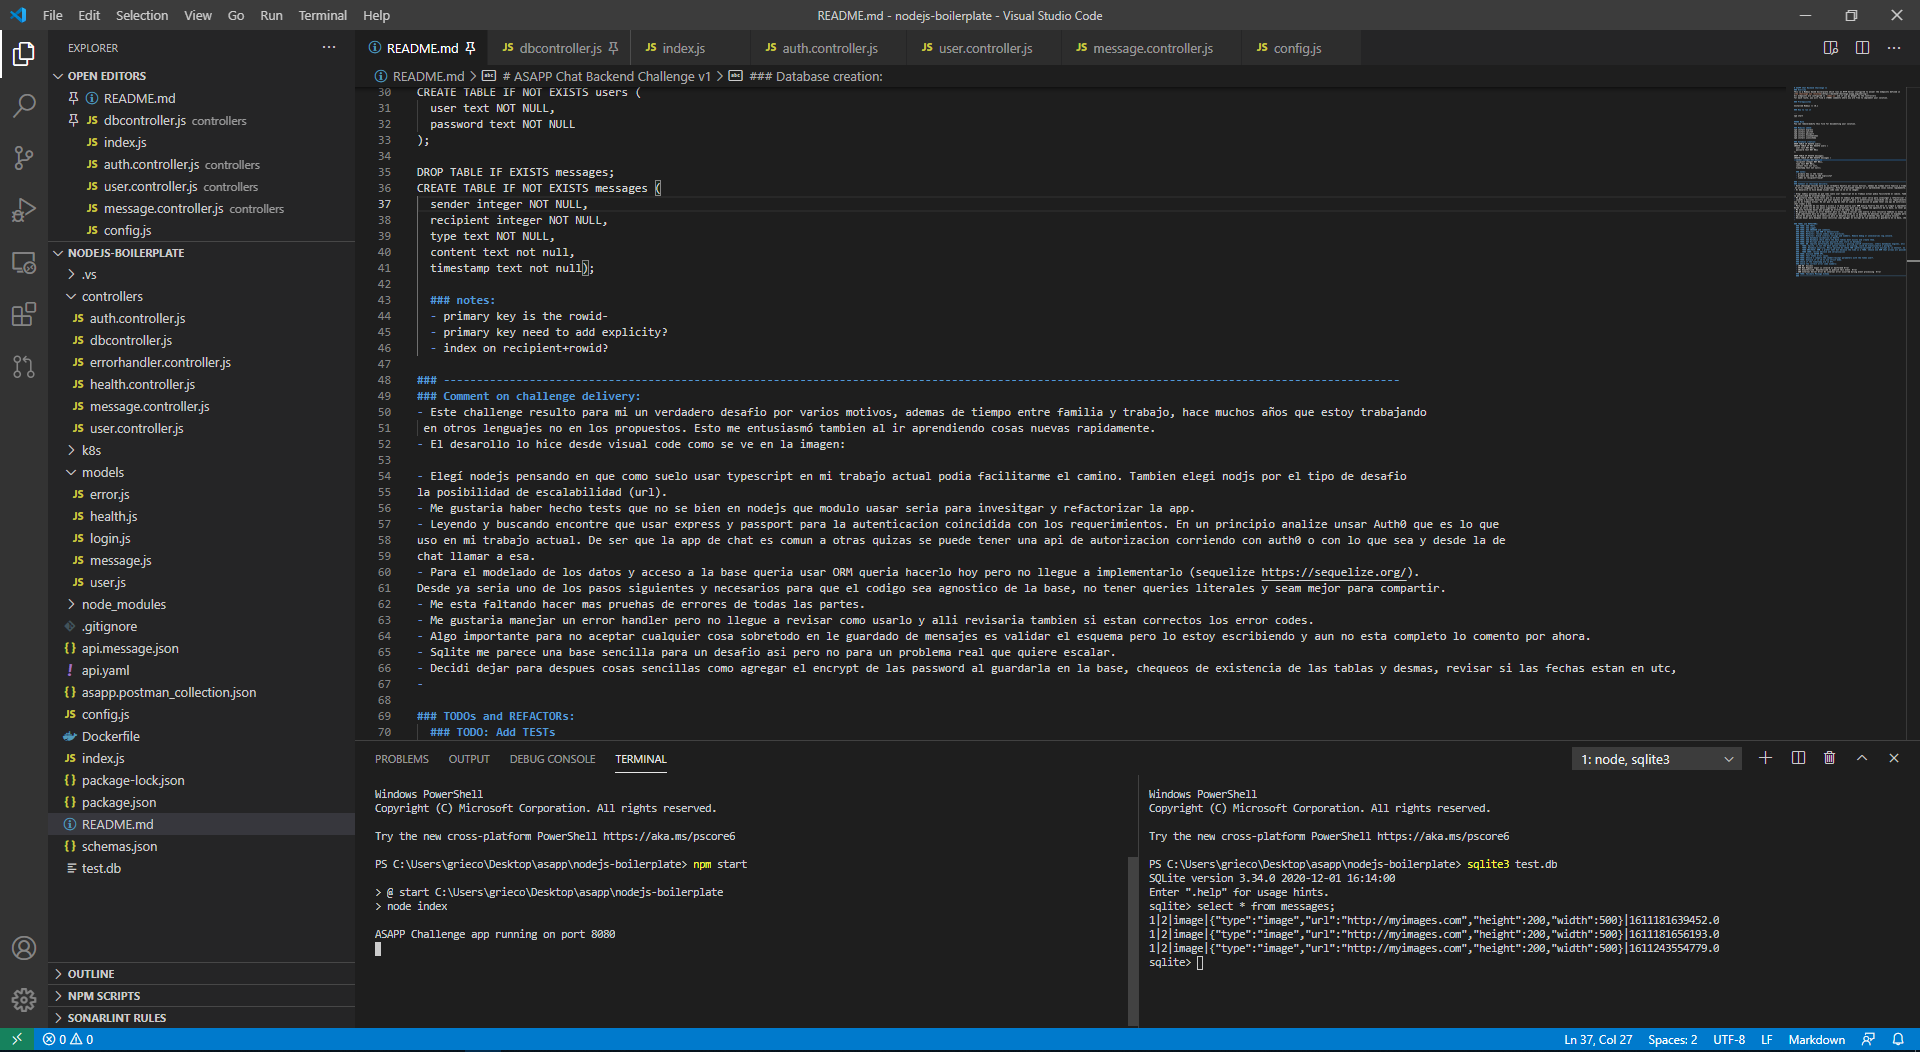 File Edit Selection View Go Run Terminal Help
README.md - nodejs-boilerplate - Visual Studio Code
EXPLORER
OPEN EDITORS
README.md
dbcontroller.js controllers
index.js
auth.controller.js controllers
user.controller.js controllers
message.controller.js controllers
config.js
NODEJS-BOILERPLATE
.vs
controllers
auth.controller.js
dbcontroller.js
errorhandler.controller.js
health.controller.js
message.controller.js
user.controller.js
k8s
models
error.js
health.js
login.js
message.js
user.js
node_modules
.gitignore
api.message.json
api.yaml
asapp.postman_collection.json
config.js
Dockerfile
index.js
package-lock.json
package.json
README.md
schemas.json
test.db
OUTLINE
NPM SCRIPTS
SONARLINT RULES
README.md dbcontroller.js index.js auth.controller.js user.controller.js message.controller.js config.js
README.md > # ASAPP Chat Backend Challenge v1 > ### Database creation:
30 CREATE TABLE IF NOT EXISTS users (
31 user text NOT NULL,
32 password text NOT NULL
33 );
34
35 DROP TABLE IF EXISTS messages;
36 CREATE TABLE IF NOT EXISTS messages (
37 sender integer NOT NULL,
38 recipient integer NOT NULL,
39 type text NOT NULL,
40 content text not null,
41 timestamp text not null);
42
43 ### notes:
44 - primary key is the rowid-
45 - primary key need to add explicity?
46 - index on recipient+rowid?
47
48 ### -------------------------------------------------------------------------------------------------------------------------------------------------
49 ### Comment on challenge delivery:
50 - Este challenge resulto para mi un verdadero desafio por varios motivos, ademas de tiempo entre familia y trabajo, hace muchos años que estoy trabajando
51 en otros lenguajes no en los propuestos. Esto me entusiasmó tambien al ir aprendiendo cosas nuevas rapidamente.
52 - El desarollo lo hice desde visual code como se ve en la imagen:
53
54 - Elegí nodejs pensando en que como suelo usar typescript en mi trabajo actual podia facilitarme el camino. Tambien elegi nodjs por el tipo de desafio
55 la posibilidad de escalabilidad (url).
56 - Me gustaria haber hecho tests que no se bien en nodejs que modulo uasar seria para invesitgar y refactorizar la app.
57 - Leyendo y buscando encontre que usar express y passport para la autenticacion coincidida con los requerimientos. En un principio analize unsar Auth0 que es lo que
58 uso en mi trabajo actual. De ser que la app de chat es comun a otras quizas se puede tener una api de autorizacion corriendo con auth0 o con lo que sea y desde la de
59 chat llamar a esa.
60 - Para el modelado de los datos y acceso a la base queria usar ORM queria hacerlo hoy pero no llegue a implementarlo (sequelize https://sequelize.org/).
61 Desde ya seria uno de los pasos siguientes y necesarios para que el codigo sea agnostico de la base, no tener queries literales y seam mejor para compartir.
62 - Me esta faltando hacer mas pruehas de errores de todas las partes.
63 - Me gustaria manejar un error handler pero no llegue a revisar como usarlo y alli revisaria tambien si estan correctos los error codes.
64 - Algo importante para no aceptar cualquier cosa sobretodo en le guardado de mensajes es validar el esquema pero lo estoy escribiendo y aun no esta completo lo comento por ahora.
65 - Sqlite me parece una base sencilla para un desafio asi pero no para un problema real que quiere escalar.
66 - Decidi dejar para despues cosas sencillas como agregar el encrypt de las password al guardarla en la base, chequeos de existencia de las tablas y desmas, revisar si las fechas estan en utc,
67 -
68
69 ### TODOs and REFACTORs:
70 ### TODO: Add TESTs
PROBLEMS OUTPUT DEBUG CONSOLE TERMINAL
1: node, sqlite3
Windows PowerShell
Copyright (C) Microsoft Corporation. All rights reserved.
Try the new cross-platform PowerShell https://aka.ms/pscore6
PS C:\Users\grieco\Desktop\asapp\nodejs-boilerplate> npm start
> @ start C:\Users\grieco\Desktop\asapp\nodejs-boilerplate
> node index
ASAPP Challenge app running on port 8080
Windows PowerShell
Copyright (C) Microsoft Corporation. All rights reserved.
Try the new cross-platform PowerShell https://aka.ms/pscore6
PS C:\Users\grieco\Desktop\asapp\nodejs-boilerplate> sqlite3 test.db
SQLite version 3.34.0 2020-12-01 16:14:00
Enter ".help" for usage hints.
sqlite> select * from messages;
1|2|image|{"type":"image","url":"http://myimages.com","height":200,"width":500}|1611181639452.0
1|2|image|{"type":"image","url":"http://myimages.com","height":200,"width":500}|1611181656193.0
1|2|image|{"type":"image","url":"http://myimages.com","height":200,"width":500}|1611243554779.0
sqlite>
0 0
Ln 37, Col 27 Spaces: 2 UTF-8 LF Markdown